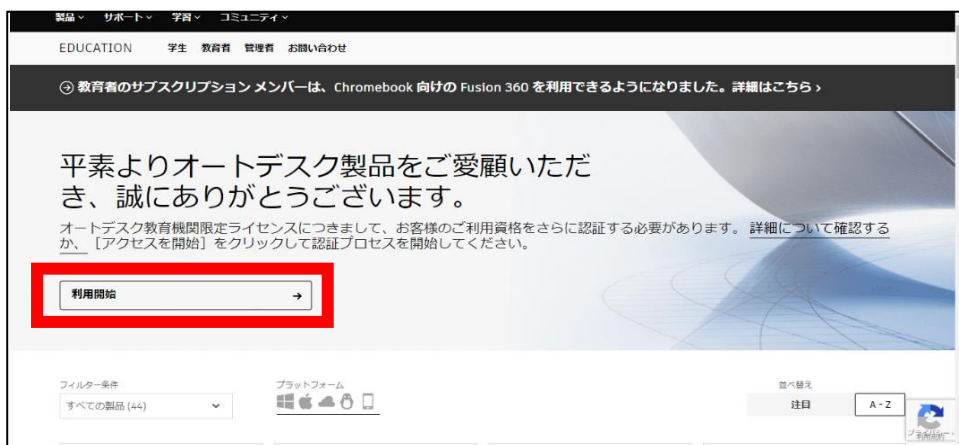 製品 サポート 学習 コミュニティ
EDUCATION 学生 教育者 管理者 お問い合わせ
教育者のサブスクリプション メンバーは、Chromebook 向けの Fusion 360 を利用できるようになりました。詳細はこちら ›
平素よりオートデスク製品をご愛顧いただ
き、誠にありがとうございます。
オートデスク教育機関限定ライセンスにつきまして、お客様のご利用資格をさらに認証する必要があります。 詳細について確認する
か、［アクセスを開始］をクリックして認証プロセスを開始してください。
利用開始 →
フィルター条件 プラットフォーム 並べ替え
すべての製品 (44) 注目 A - Z
プライバシー -
利用規約